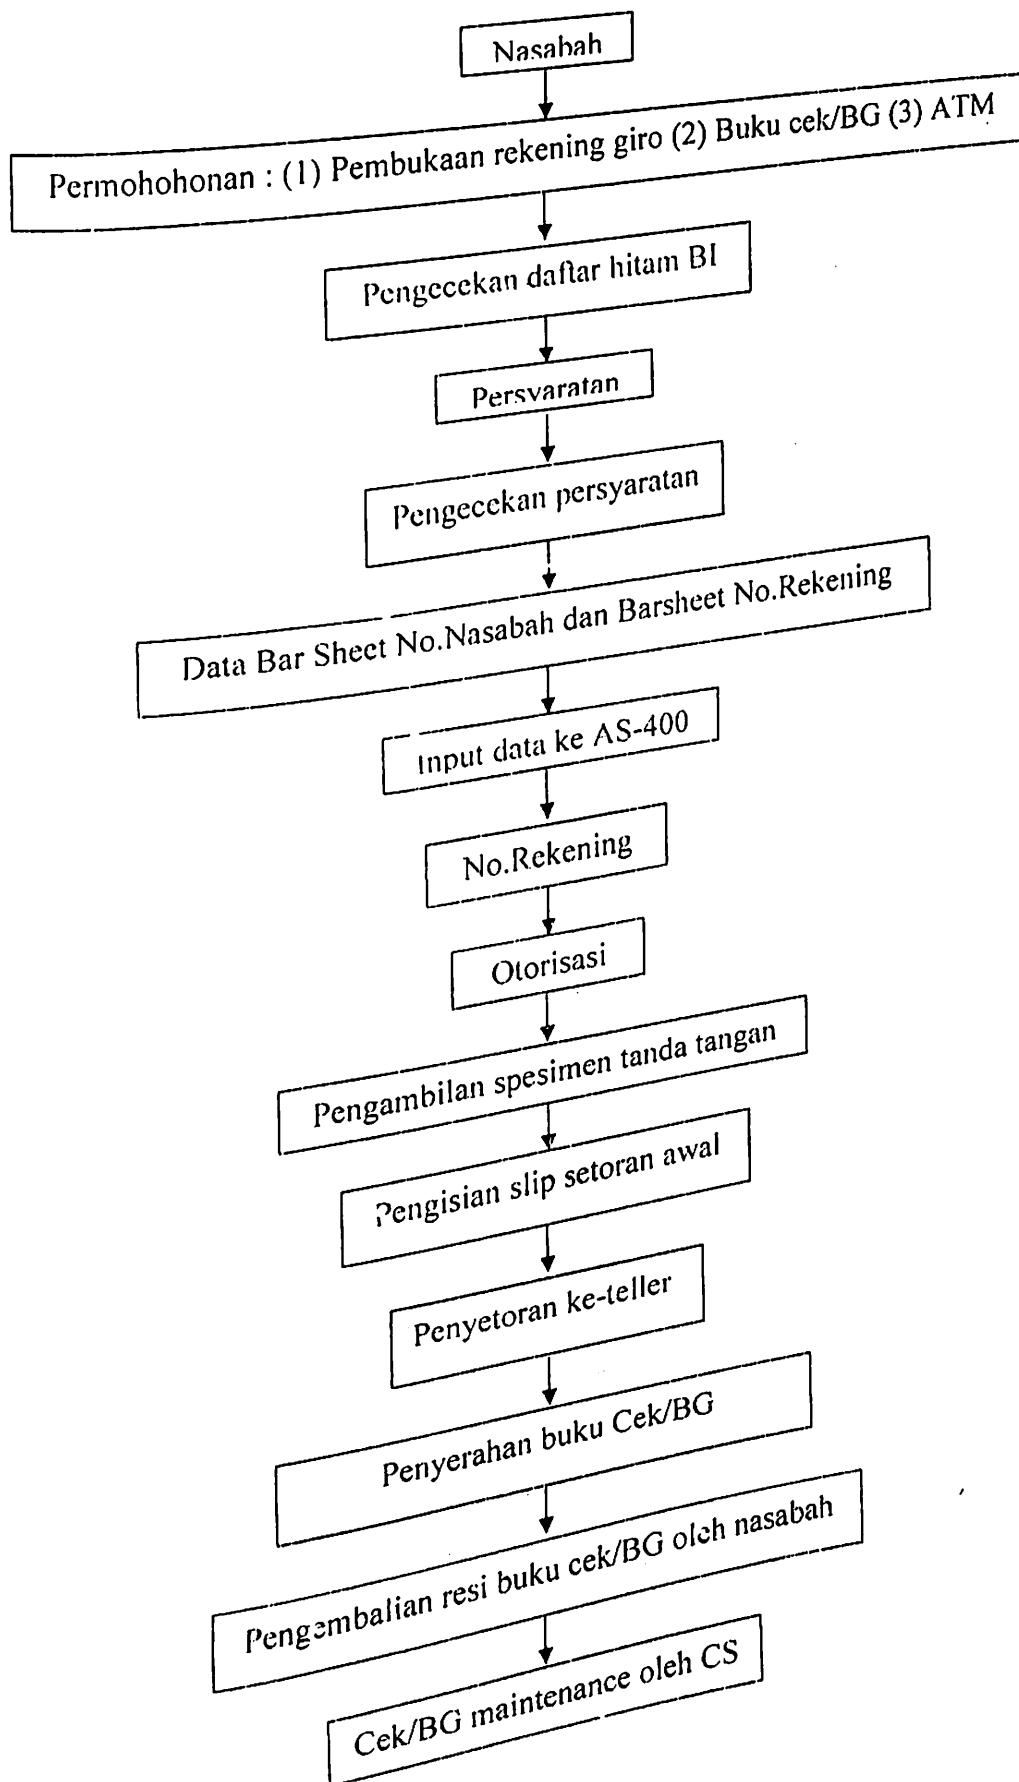 Nasabah
Permohohonan : (1) Pembukaan rekening giro (2) Buku cek/BG (3) ATM
Pengecekan daftar hitam BI
Persyaratan
Pengecekan persyaratan
Data Bar Sheet No.Nasabah dan Barsheet No.Rekening
Input data ke AS-400
No.Rekening
Otorisasi
Pengambilan spesimen tanda tangan
Pengisian slip setoran awal
Penyetoran ke-teller
Penyerahan buku Cek/BG
Pengembalian resi buku cek/BG oleh nasabah
Cek/BG maintenance oleh CS